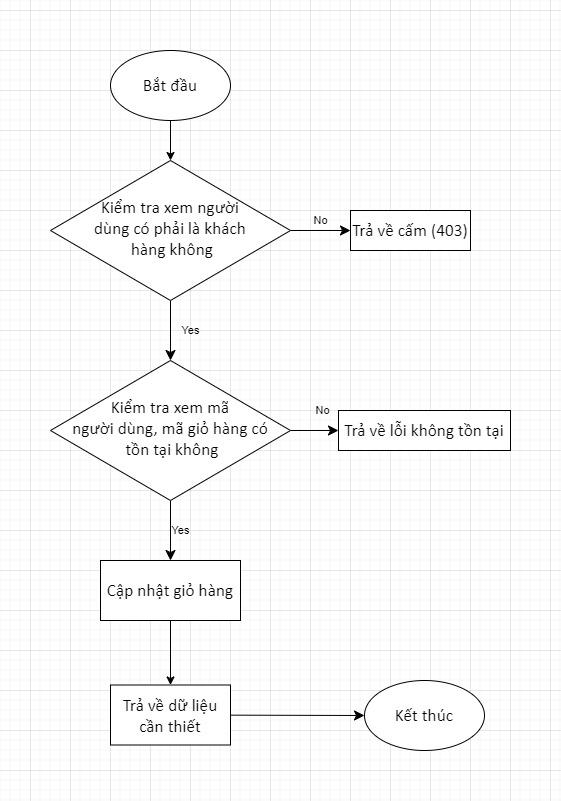 Bắt đầu
Kiểm tra xem người
dùng có phải là khách
hàng không
No
Trả về cấm (403)
Yes
Kiểm tra xem mã
người dùng, mã giỏ hàng có
tồn tại không
No
Trả về lỗi không tồn tại
Yes
Cập nhật giỏ hàng
Trả về dữ liệu
cần thiết
Kết thúc